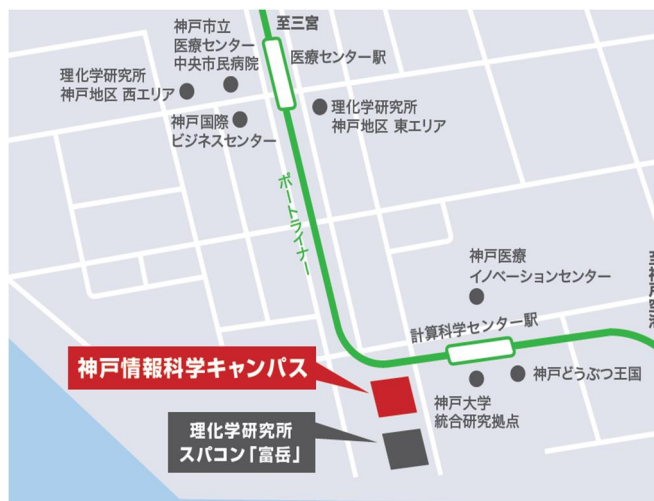 至三宮
神戸市立
医療センター
中央市民病院
医療センター駅
理化学研究所
神戸地区 西エリア
理化学研究所
神戸地区 東エリア
神戸国際
ビジネスセンター
ポートライナー
神戸医療
イノベーションセンター
至神戸空港
計算科学センター駅
神戸情報科学キャンパス
神戸どうぶつ王国
神戸大学
統合研究拠点
理化学研究所
スパコン「富岳」